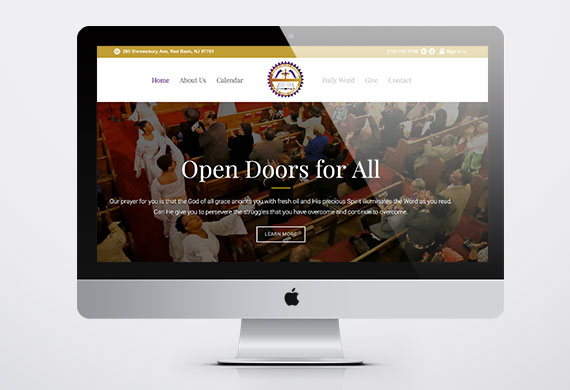 285 Shrewsbury Ave, Red Bank, NJ 07701
Sign In
Home About Us Calendar Daily Word Give Contact
Open Doors for All
Our prayer for you is that the God of all grace anoints you with fresh oil and His precious Spirit illuminates the Word as you read.
Can He give you to persevere the struggles that you have overcome and continue to overcome.
LEARN MORE